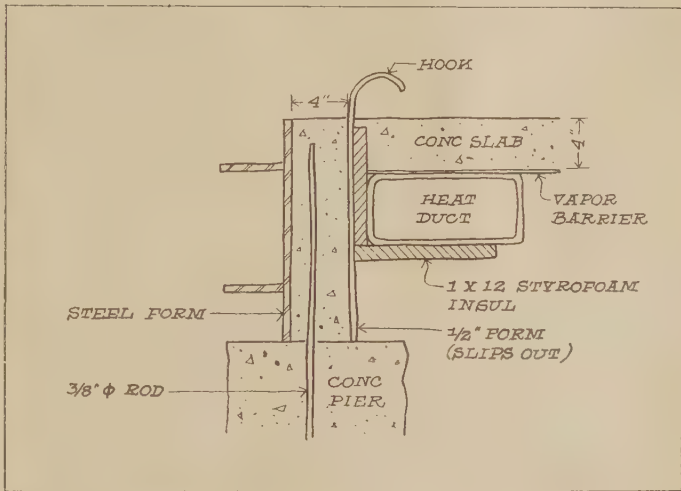 HOOK
4"
CONC SLAB
4"
HEAT
DUCT
VAPOR
BARRIER
1 X 12 STYROFOAM
INSUL
STEEL FORM
1/2" FORM
(SLIPS OUT)
3/8" Φ ROD
CONC
PIER